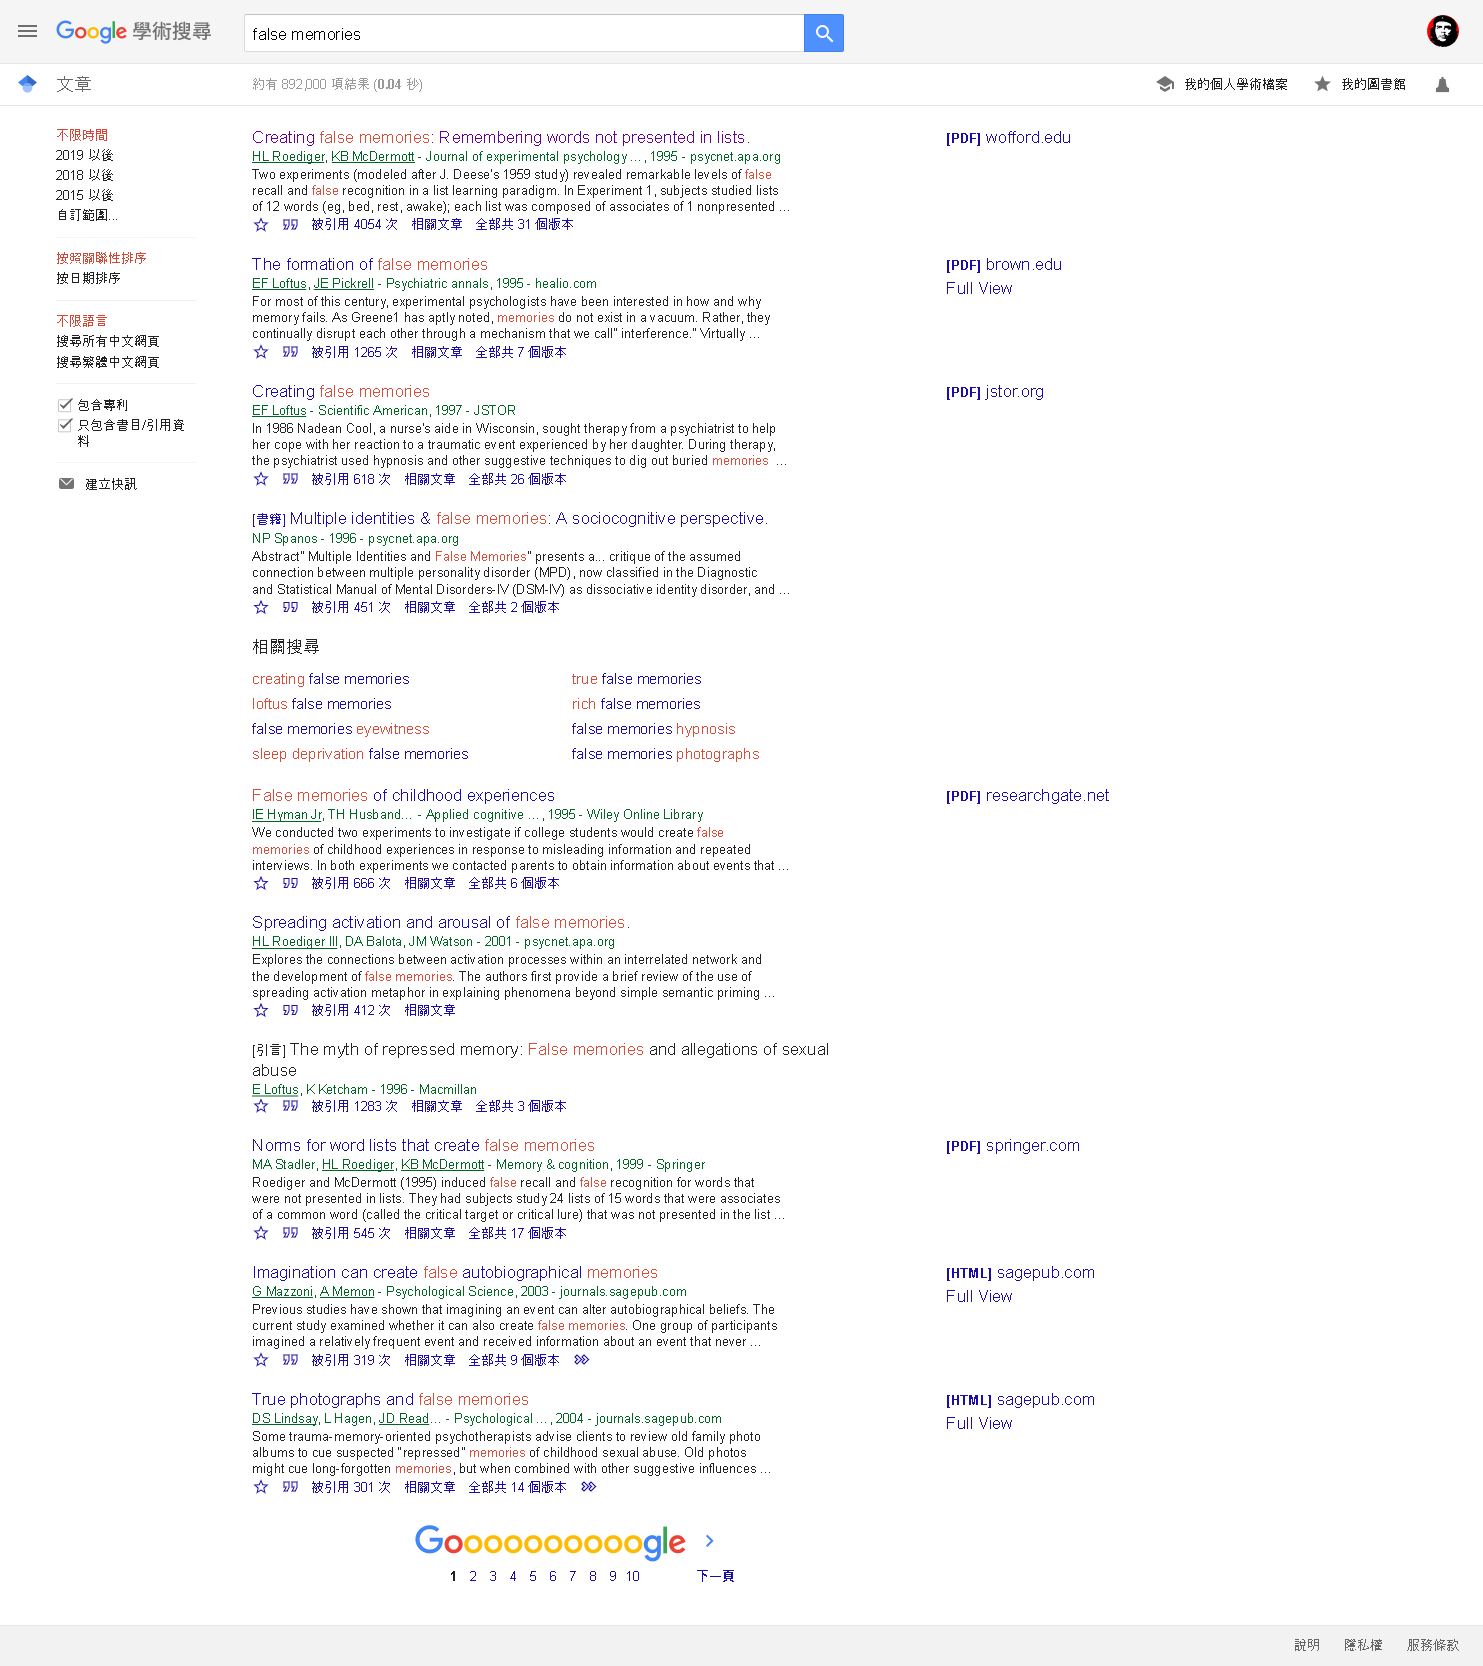 Google 學術搜尋
false memories
文章
約有 892,000 項結果 (0.04 秒)
我的個人學術檔案
我的圖書館
不限時間
2019 以後
2018 以後
2015 以後
自訂範圍...
按照關聯性排序
按日期排序
不限語言
搜尋所有中文網頁
搜尋繁體中文網頁
包含專利
只包含書目/引用資
料
建立快訊
Creating false memories: Remembering words not presented in lists.
HL Roediger, KB McDermott - Journal of experimental psychology …, 1995 - psycnet.apa.org
Two experiments (modeled after J. Deese's 1959 study) revealed remarkable levels of false
recall and false recognition in a list learning paradigm. In Experiment 1, subjects studied lists
of 12 words (eg, bed, rest, awake); each list was composed of associates of 1 nonpresented …
被引用 4054 次 相關文章 全部共 31 個版本
[PDF] wofford.edu
The formation of false memories
EF Loftus, JE Pickrell - Psychiatric annals, 1995 - healio.com
For most of this century, experimental psychologists have been interested in how and why
memory fails. As Greene1 has aptly noted, memories do not exist in a vacuum. Rather, they
continually disrupt each other through a mechanism that we call" interference." Virtually …
被引用 1265 次 相關文章 全部共 7 個版本
[PDF] brown.edu
Full View
Creating false memories
EF Loftus - Scientific American, 1997 - JSTOR
In 1986 Nadean Cool, a nurse's aide in Wisconsin, sought therapy from a psychiatrist to help
her cope with her reaction to a traumatic event experienced by her daughter. During therapy,
the psychiatrist used hypnosis and other suggestive techniques to dig out buried memories …
被引用 618 次 相關文章 全部共 26 個版本
[PDF] jstor.org
[書籍] Multiple identities & false memories: A sociocognitive perspective.
NP Spanos - 1996 - psycnet.apa.org
Abstract" Multiple Identities and False Memories" presents a... critique of the assumed
connection between multiple personality disorder (MPD), now classified in the Diagnostic
and Statistical Manual of Mental Disorders-IV (DSM-IV) as dissociative identity disorder, and …
被引用 451 次 相關文章 全部共 2 個版本
相關搜尋
creating false memories
true false memories
loftus false memories
rich false memories
false memories eyewitness
false memories hypnosis
sleep deprivation false memories
false memories photographs
False memories of childhood experiences
IE Hyman Jr, TH Husband… - Applied cognitive …, 1995 - Wiley Online Library
We conducted two experiments to investigate if college students would create false
memories of childhood experiences in response to misleading information and repeated
interviews. In both experiments we contacted parents to obtain information about events that …
被引用 666 次 相關文章 全部共 6 個版本
[PDF] researchgate.net
Spreading activation and arousal of false memories.
HL Roediger III, DA Balota, JM Watson - 2001 - psycnet.apa.org
Explores the connections between activation processes within an interrelated network and
the development of false memories. The authors first provide a brief review of the use of
spreading activation metaphor in explaining phenomena beyond simple semantic priming …
被引用 412 次 相關文章
[引言] The myth of repressed memory: False memories and allegations of sexual
abuse
E Loftus, K Ketcham - 1996 - Macmillan
被引用 1283 次 相關文章 全部共 3 個版本
Norms for word lists that create false memories
MA Stadler, HL Roediger, KB McDermott - Memory & cognition, 1999 - Springer
Roediger and McDermott (1995) induced false recall and false recognition for words that
were not presented in lists. They had subjects study 24 lists of 15 words that were associates
of a common word (called the critical target or critical lure) that was not presented in the list …
被引用 545 次 相關文章 全部共 17 個版本
[PDF] springer.com
Imagination can create false autobiographical memories
G Mazzoni, A Memon - Psychological Science, 2003 - journals.sagepub.com
Previous studies have shown that imagining an event can alter autobiographical beliefs. The
current study examined whether it can also create false memories. One group of participants
imagined a relatively frequent event and received information about an event that never …
被引用 319 次 相關文章 全部共 9 個版本
[HTML] sagepub.com
Full View
True photographs and false memories
DS Lindsay, L Hagen, JD Read… - Psychological …, 2004 - journals.sagepub.com
Some trauma-memory-oriented psychotherapists advise clients to review old family photo
albums to cue suspected "repressed" memories of childhood sexual abuse. Old photos
might cue long-forgotten memories, but when combined with other suggestive influences …
被引用 301 次 相關文章 全部共 14 個版本
[HTML] sagepub.com
Full View
Goooooooooogle
1 2 3 4 5 6 7 8 9 10 下一頁
說明 隱私權 服務條款